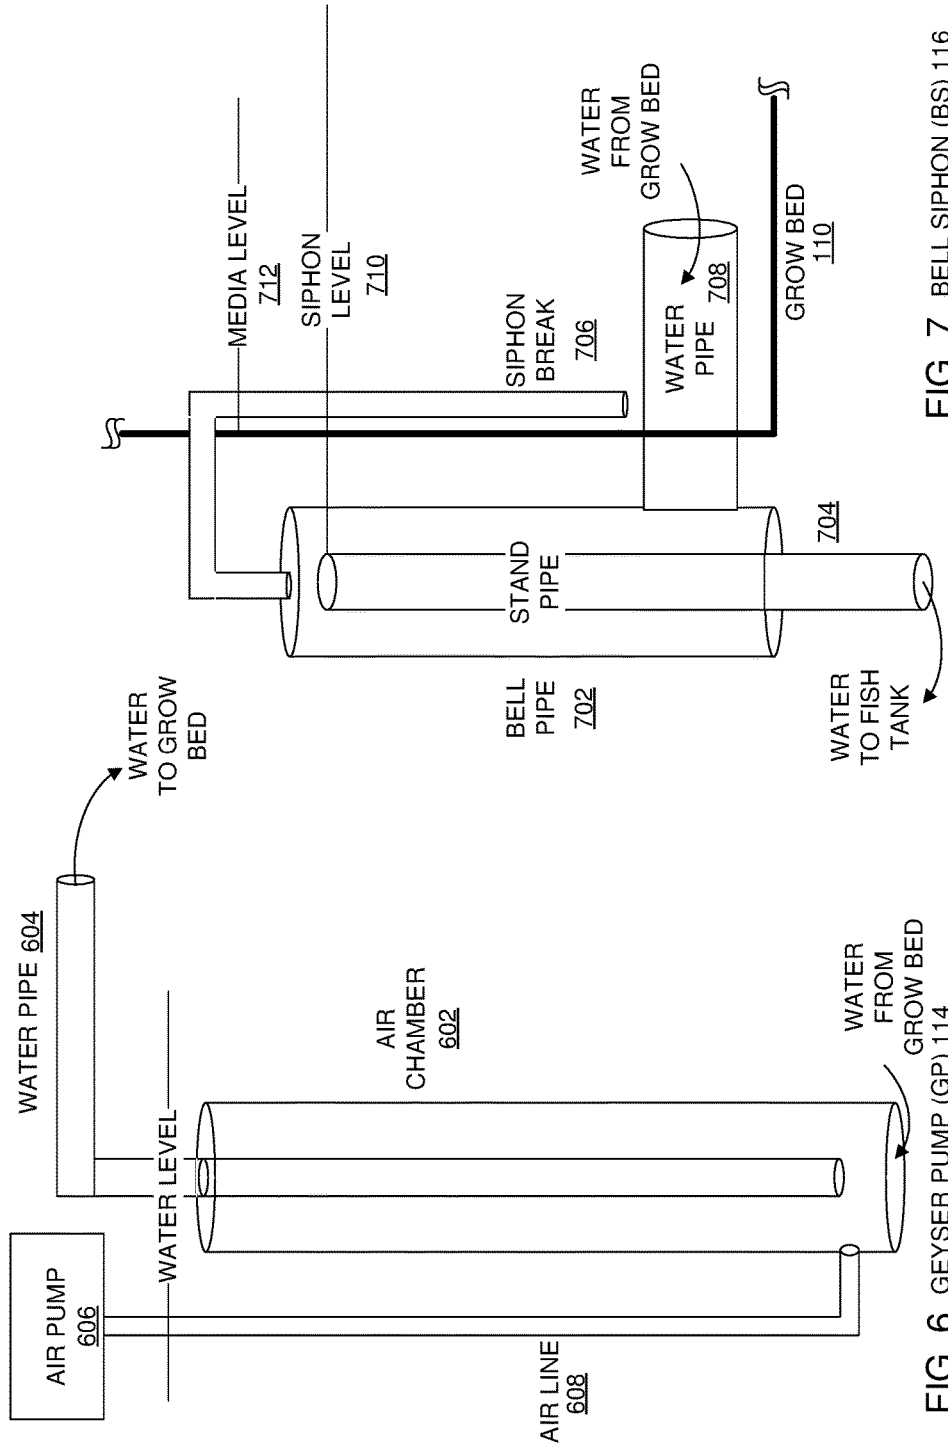 AIR PUMP
606
WATER PIPE 604
WATER
TO GROW
BED
WATER LEVEL
AIR
CHAMBER
602
AIR LINE
608
WATER
FROM
GROW BED
FIG. 6 GEYSER PUMP (GP) 114
MEDIA LEVEL
712
SIPHON
LEVEL
710
SIPHON
BREAK
706
STAND
PIPE
BELL
PIPE
702
WATER
FROM
GROW BED
WATER
PIPE
708
704
GROW BED
110
WATER
TO FISH
TANK
FIG. 7 BELL SIPHON (BS) 116